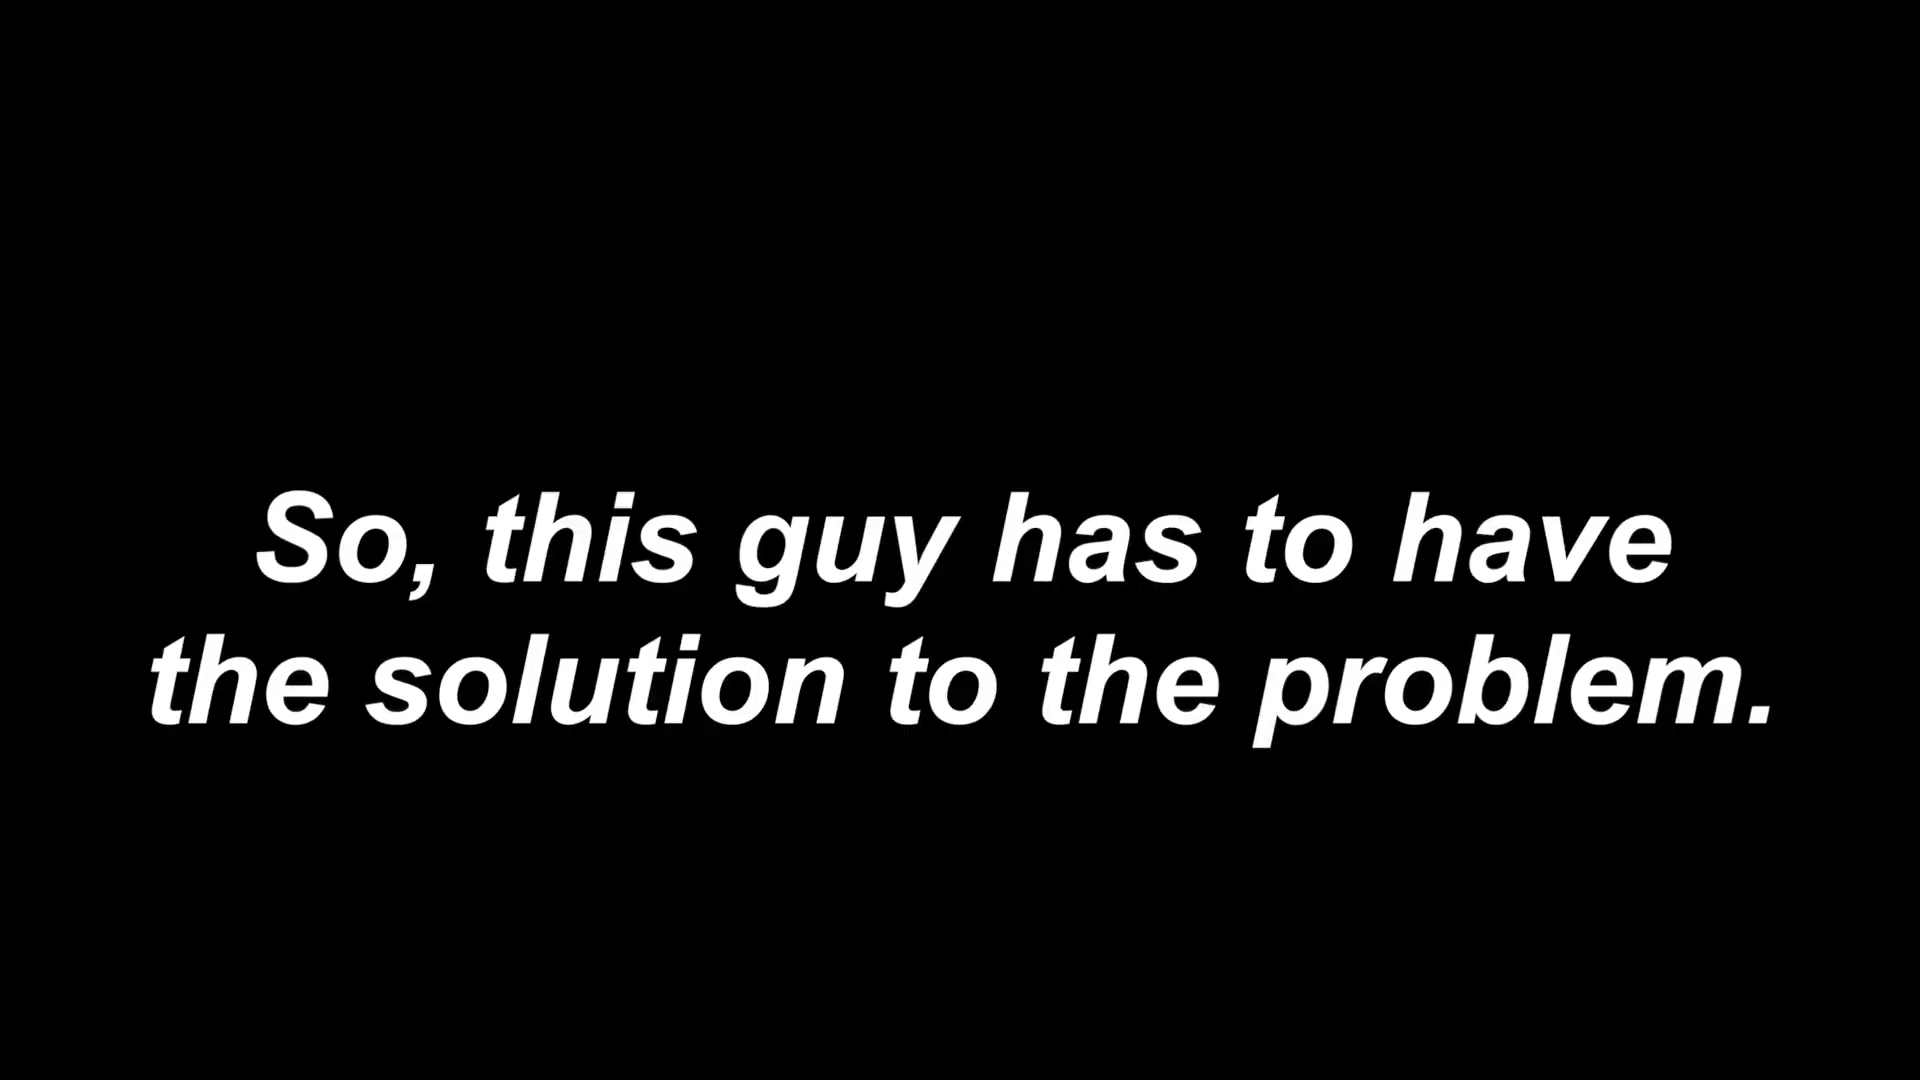 So, this guy has to have
the solution to the problem.